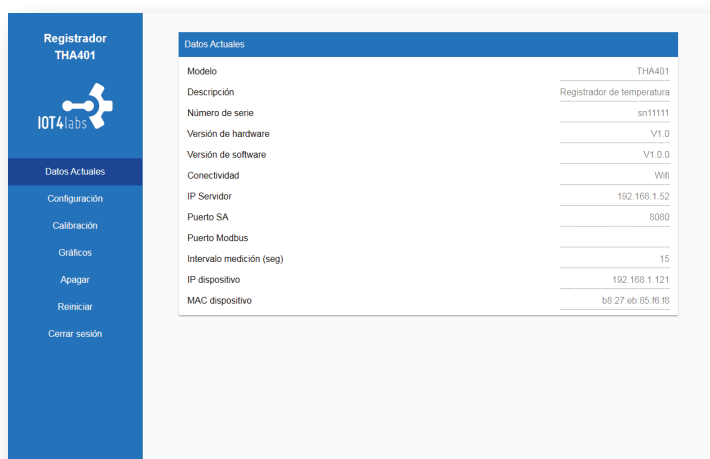 Registrador
THA401
IOT4labs
Datos Actuales
Configuración
Calibración
Gráficos
Apagar
Reiniciar
Cerrar sesión
Datos Actuales
Modelo THA401
Descripción Registrador de temperatura
Número de serie sn11111
Versión de hardware V1.0
Versión de software V1.0.0
Conectividad Wifi
IP Servidor 192.168.1.52
Puerto SA 8080
Puerto Modbus
Intervalo medición (seg) 15
IP dispositivo 192.168.1.121
MAC dispositivo b8:27:eb:85:f6:f8